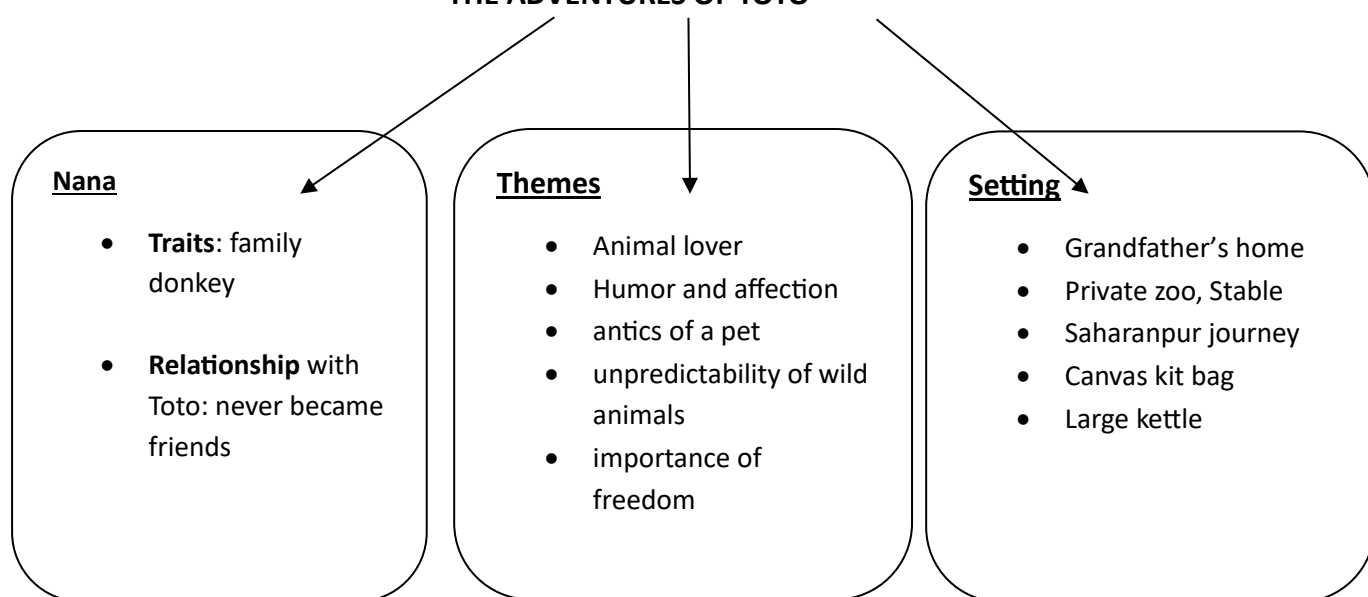 THE ADVENTURES OF TOTO
Nana
• Traits: family
donkey
• Relationship with
Toto: never became
friends
Themes
• Animal lover
• Humor and affection
• antics of a pet
• unpredictability of wild
animals
• importance of
freedom
Setting
• Grandfather’s home
• Private zoo, Stable
• Saharanpur journey
• Canvas kit bag
• Large kettle